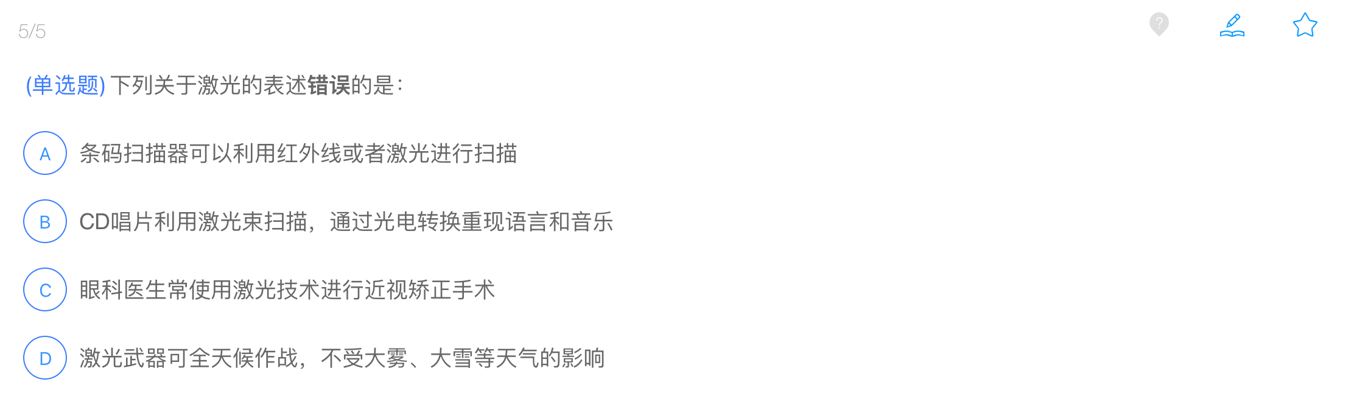 5/5
(单选题) 下列关于激光的表述错误的是：
A 条码扫描器可以利用红外线或者激光进行扫描
B CD唱片利用激光束扫描，通过光电转换重现语言和音乐
C 眼科医生常使用激光技术进行近视矫正手术
D 激光武器可全天候作战，不受大雾、大雪等天气的影响